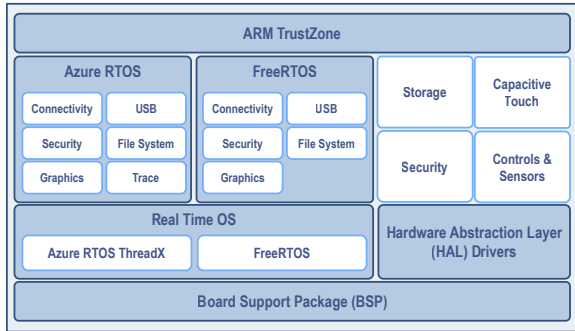 ARM TrustZone
Azure RTOS
Connectivity
USB
Security
File System
Graphics
Trace
FreeRTOS
Connectivity
USB
Security
File System
Graphics
Storage
Capacitive
Touch
Security
Controls &
Sensors
Real Time OS
Azure RTOS ThreadX
FreeRTOS
Hardware Abstraction Layer
(HAL) Drivers
Board Support Package (BSP)